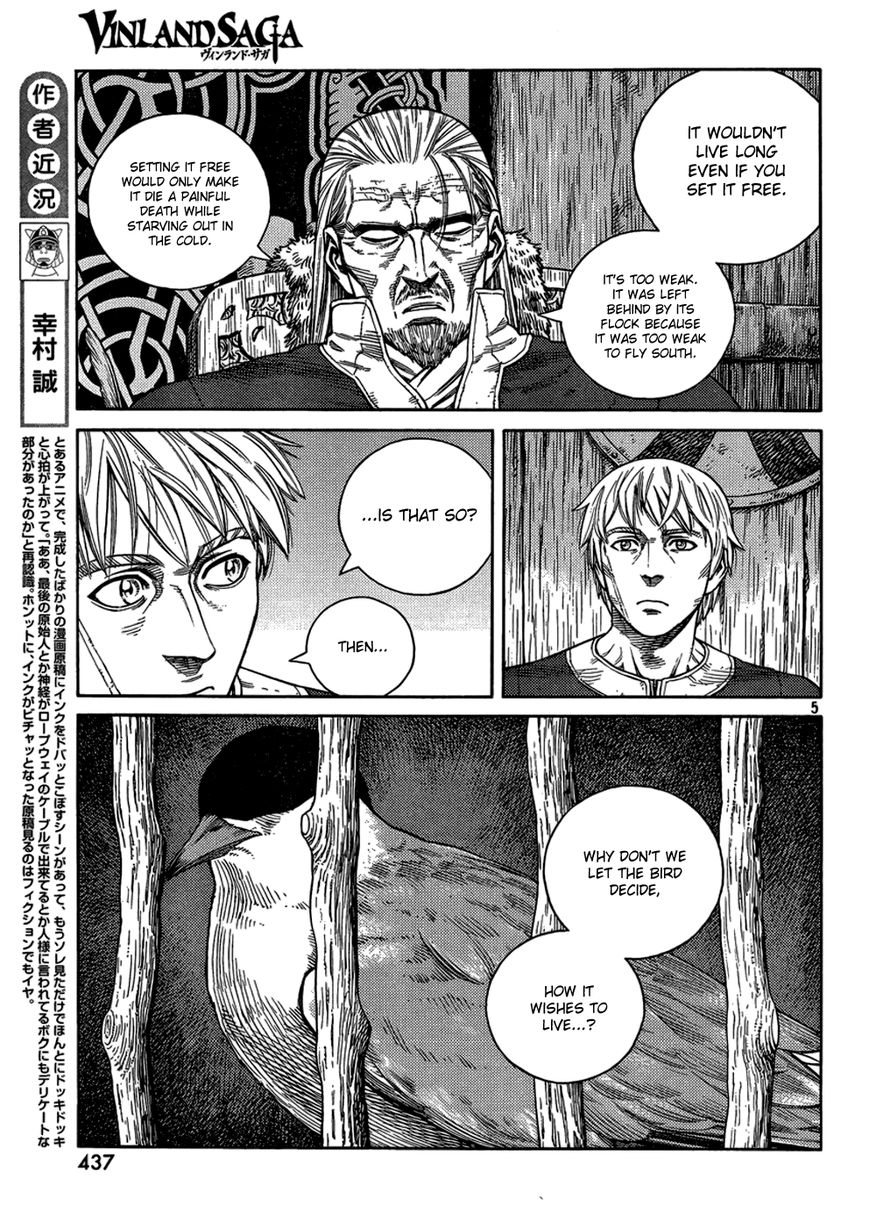 VINLAND SAGA
ヴィンランド・サガ
IT WOULDN'T
LIVE LONG
EVEN IF YOU
SET IT FREE.
IT'S TOO WEAK.
IT WAS LEFT
BEHIND BY ITS
FLOCK BECAUSE
IT WAS TOO WEAK
TO FLY SOUTH.
SETTING IT FREE
WOULD ONLY MAKE
IT DIE A PAINFUL
DEATH WHILE
STARVING OUT IN
THE COLD.
...IS THAT SO?
THEN...
5
WHY DON'T WE
LET THE BIRD
DECIDE,
HOW IT
WISHES TO
LIVE...?
作者近況
幸村誠
とあるアニメで、完成したばかりの漫画原稿にインクをドバッとこぼすシーンがあって、もうソレ見ただけでほんとにドッキドッキ
と心拍が上がって。「ああ、最後の原始人とか神経がロープウェイのケーブルで出来てるとか人様に言われてるボクにもデリケートな
部分があったのか」と再認識。ホンットに、インクがビチャッとなった原稿見るのはフィクションでもイヤ。
437